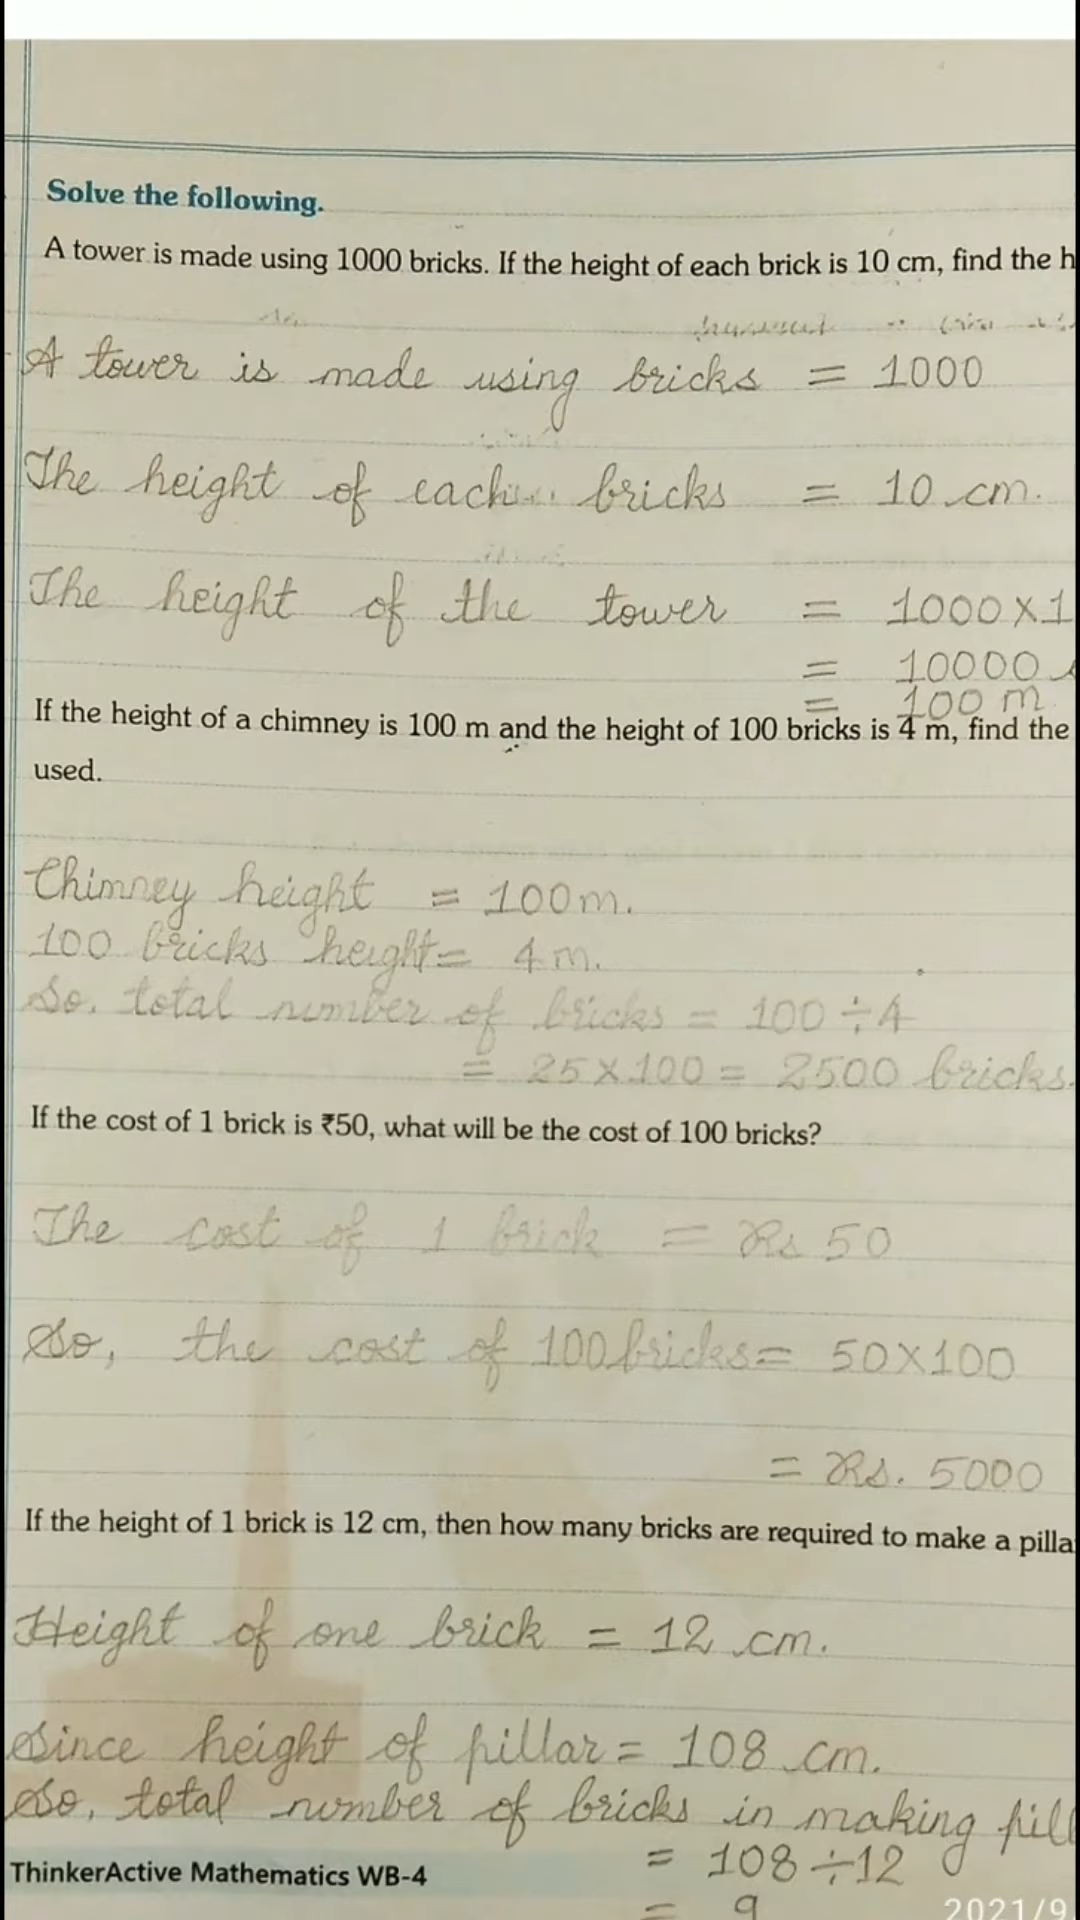 Solve the following.
A tower is made using 1000 bricks. If the height of each brick is 10 cm, find the h
A tower is made using bricks = 1000
The height of each bricks = 10 cm.
The height of the tower = 1000 x 1
= 10000
= 100 m
If the height of a chimney is 100 m and the height of 100 bricks is 4 m, find the
used.
Chimney height = 100m.
100 bricks height = 4 m.
So, total number of bricks = 100 ÷ 4
= 25 x 100 = 2500 bricks.
If the cost of 1 brick is ₹50, what will be the cost of 100 bricks?
The cost of 1 brick = Rs 50
So, the cost of 100 bricks = 50 x 100
= Rs. 5000
If the height of 1 brick is 12 cm, then how many bricks are required to make a pilla
Height of one brick = 12 cm.
Since height of pillar = 108 cm.
So, total number of bricks in making pill
= 108 ÷ 12
= 9
ThinkerActive Mathematics WB-4
2021/9